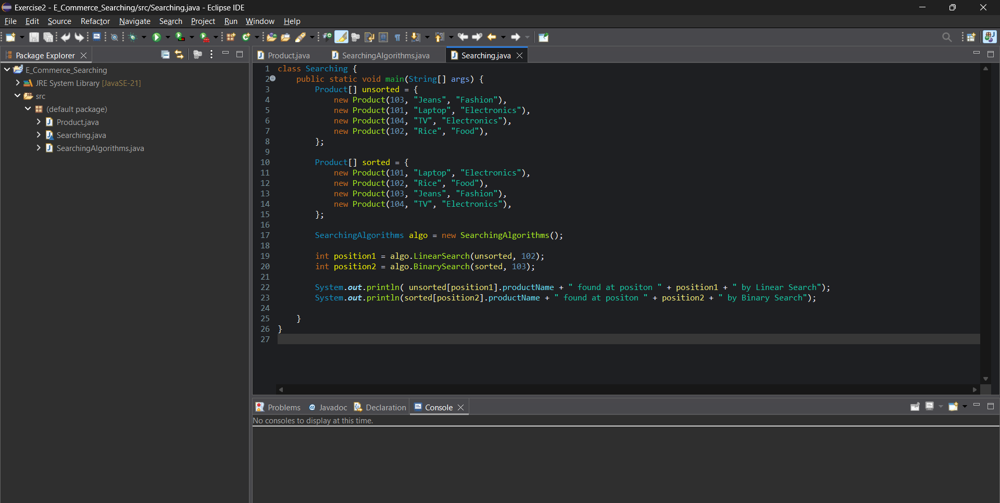 Exercise2 - E_Commerce_Searching/src/Searching.java - Eclipse IDE
File Edit Source Refactor Navigate Search Project Run Window Help
Package Explorer
E_Commerce_Searching
JRE System Library [JavaSE-21]
src
(default package)
Product.java
Searching.java
SearchingAlgorithms.java
Product.java SearchingAlgorithms.java Searching.java
1 class Searching {
2 public static void main(String[] args) {
3 Product[] unsorted = {
4 new Product(103, "Jeans", "Fashion"),
5 new Product(101, "Laptop", "Electronics"),
6 new Product(104, "TV", "Electronics"),
7 new Product(102, "Rice", "Food"),
8 };
9
10 Product[] sorted = {
11 new Product(101, "Laptop", "Electronics"),
12 new Product(102, "Rice", "Food"),
13 new Product(103, "Jeans", "Fashion"),
14 new Product(104, "TV", "Electronics"),
15 };
16
17 SearchingAlgorithms algo = new SearchingAlgorithms();
18
19 int position1 = algo.LinearSearch(unsorted, 102);
20 int position2 = algo.BinarySearch(sorted, 103);
21
22 System.out.println( unsorted[position1].productName + " found at positon " + position1 + " by Linear Search");
23 System.out.println(sorted[position2].productName + " found at positon " + position2 + " by Binary Search");
24
25 }
26 }
27
Problems @ Javadoc Declaration Console
No consoles to display at this time.